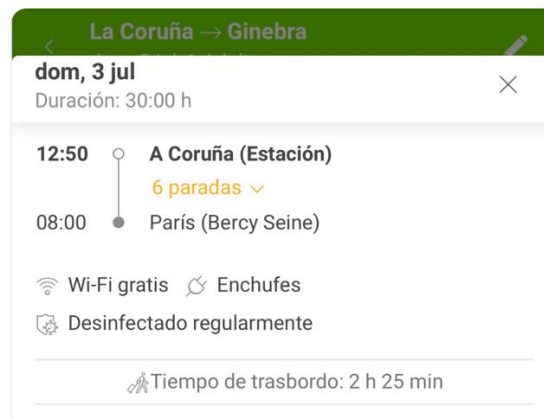 La Coruña → Ginebra
dom, 3 jul
Duración: 30:00 h
12:50 A Coruña (Estación)
6 paradas
08:00 París (Bercy Seine)
Wi-Fi gratis Enchufes
Desinfectado regularmente
Tiempo de trasbordo: 2 h 25 min